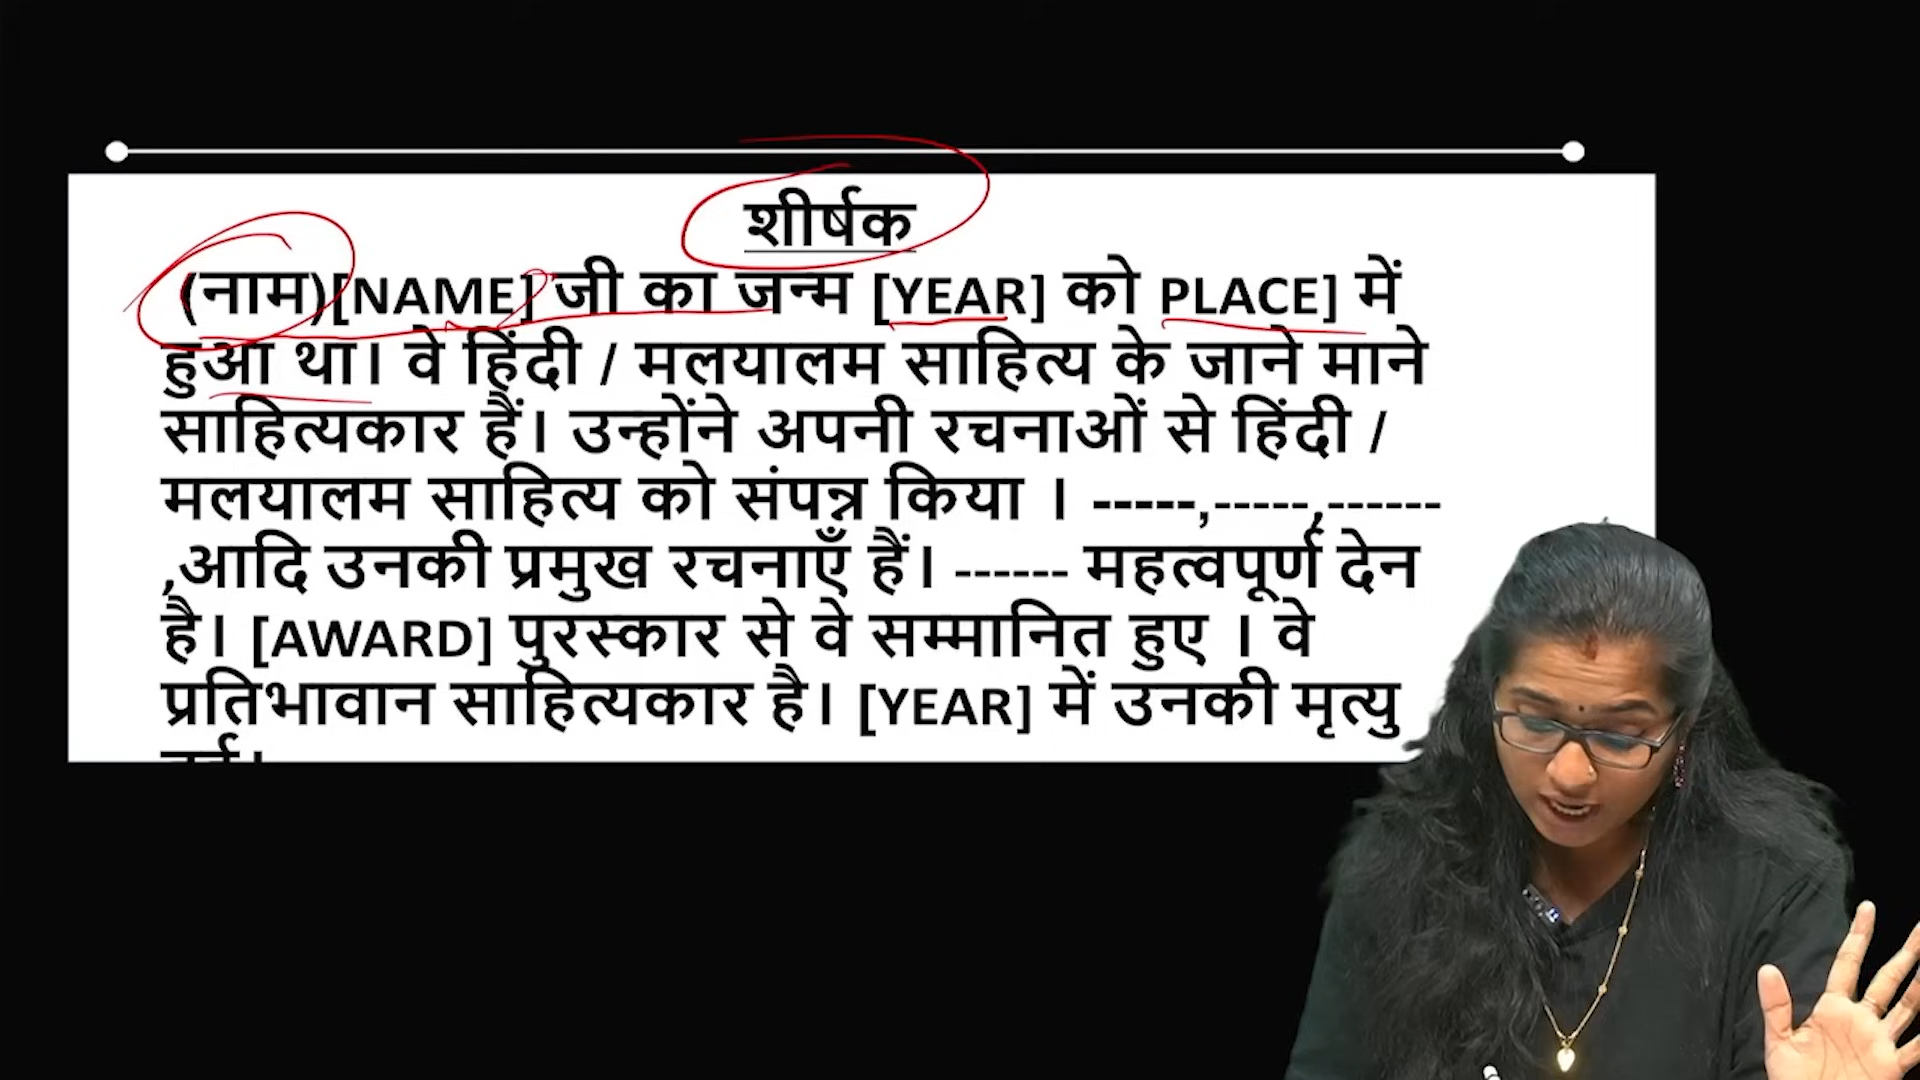 शीर्षक
(नाम)[NAME] जी का जन्म [YEAR] को PLACE] में
हुआ था। वे हिंदी / मलयालम साहित्य के जाने माने
साहित्यकार हैं। उन्होंने अपनी रचनाओं से हिंदी /
मलयालम साहित्य को संपन्न किया । -----,-----,------
,आदि उनकी प्रमुख रचनाएँ हैं। ------ महत्वपूर्ण देन
है। [AWARD] पुरस्कार से वे सम्मानित हुए । वे
प्रतिभावान साहित्यकार है। [YEAR] में उनकी मृत्यु